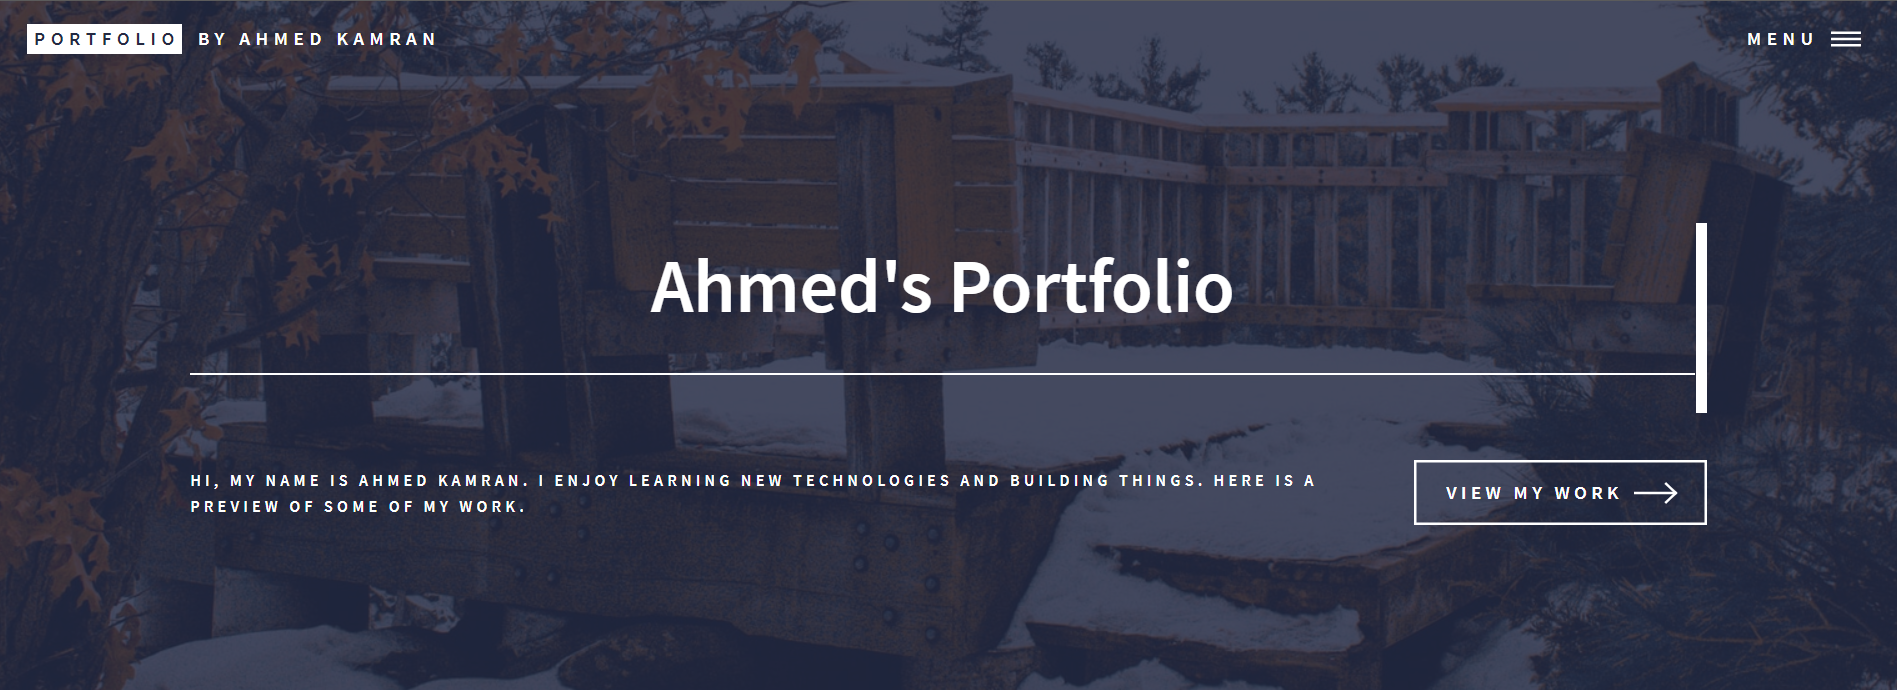 PORTFOLIO BY AHMED KAMRAN
MENU
Ahmed's Portfolio
HI, MY NAME IS AHMED KAMRAN. I ENJOY LEARNING NEW TECHNOLOGIES AND BUILDING THINGS. HERE IS A
PREVIEW OF SOME OF MY WORK.
VIEW MY WORK